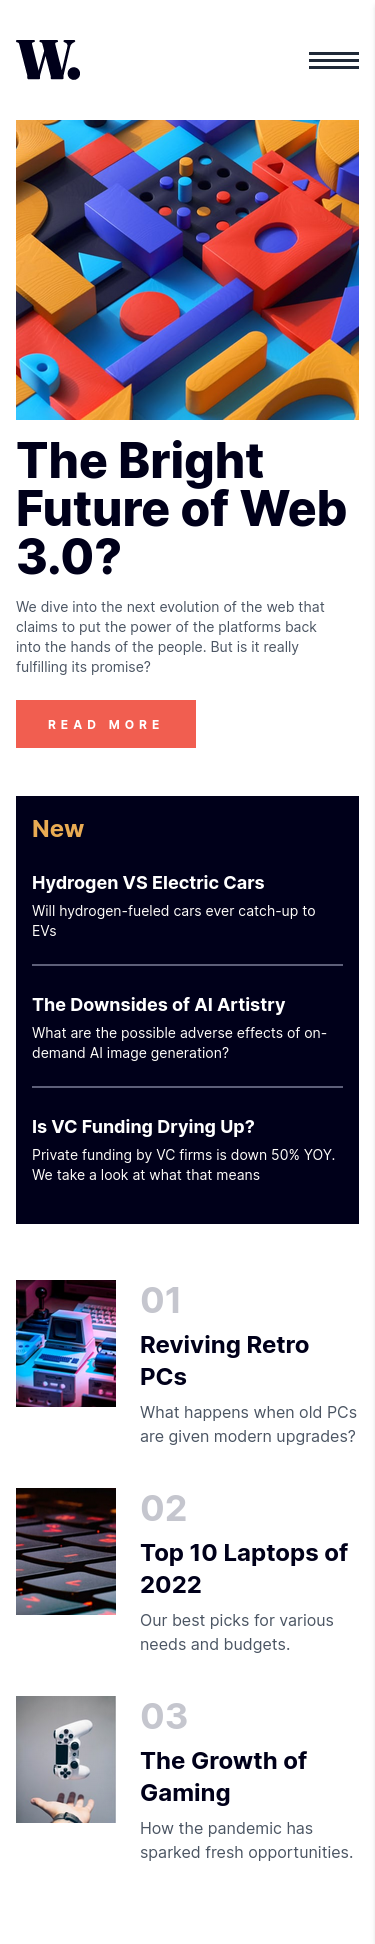 W.
The Bright
Future of Web
3.0?
We dive into the next evolution of the web that
claims to put the power of the platforms back
into the hands of the people. But is it really
fulfilling its promise?
READ MORE
New
Hydrogen VS Electric Cars
Will hydrogen-fueled cars ever catch-up to
EVs
The Downsides of AI Artistry
What are the possible adverse effects of on-
demand AI image generation?
Is VC Funding Drying Up?
Private funding by VC firms is down 50% YOY.
We take a look at what that means
01
Reviving Retro
PCs
What happens when old PCs
are given modern upgrades?
02
Top 10 Laptops of
2022
Our best picks for various
needs and budgets.
03
The Growth of
Gaming
How the pandemic has
sparked fresh opportunities.